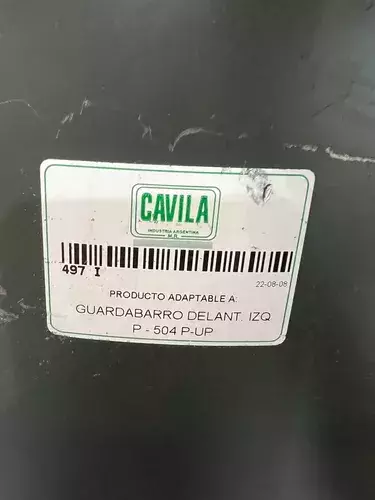 CAVILA
INDUSTRIA ARGENTINA
M.R.
497 I
22-08-08
PRODUCTO ADAPTABLE A:
GUARDABARRO DELANT. IZQ
P - 504 P-UP